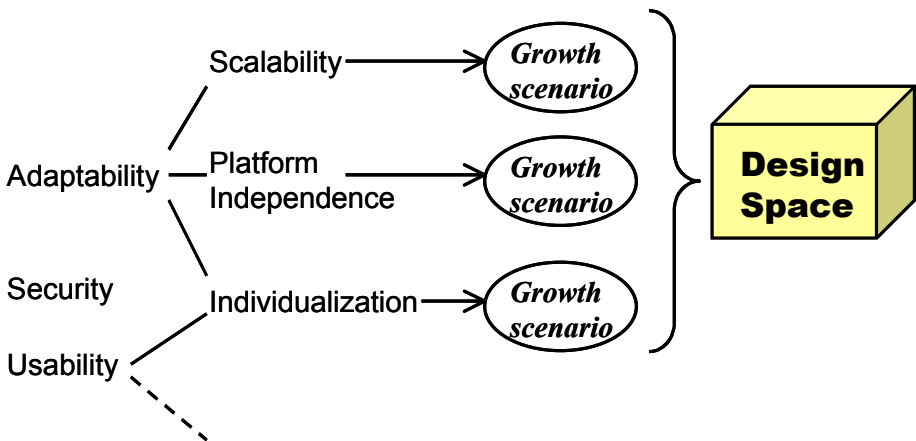 Scalability
Growth
scenario
Adaptability
Platform
Independence
Growth
scenario
Design
Space
Security
Individualization
Growth
scenario
Usability